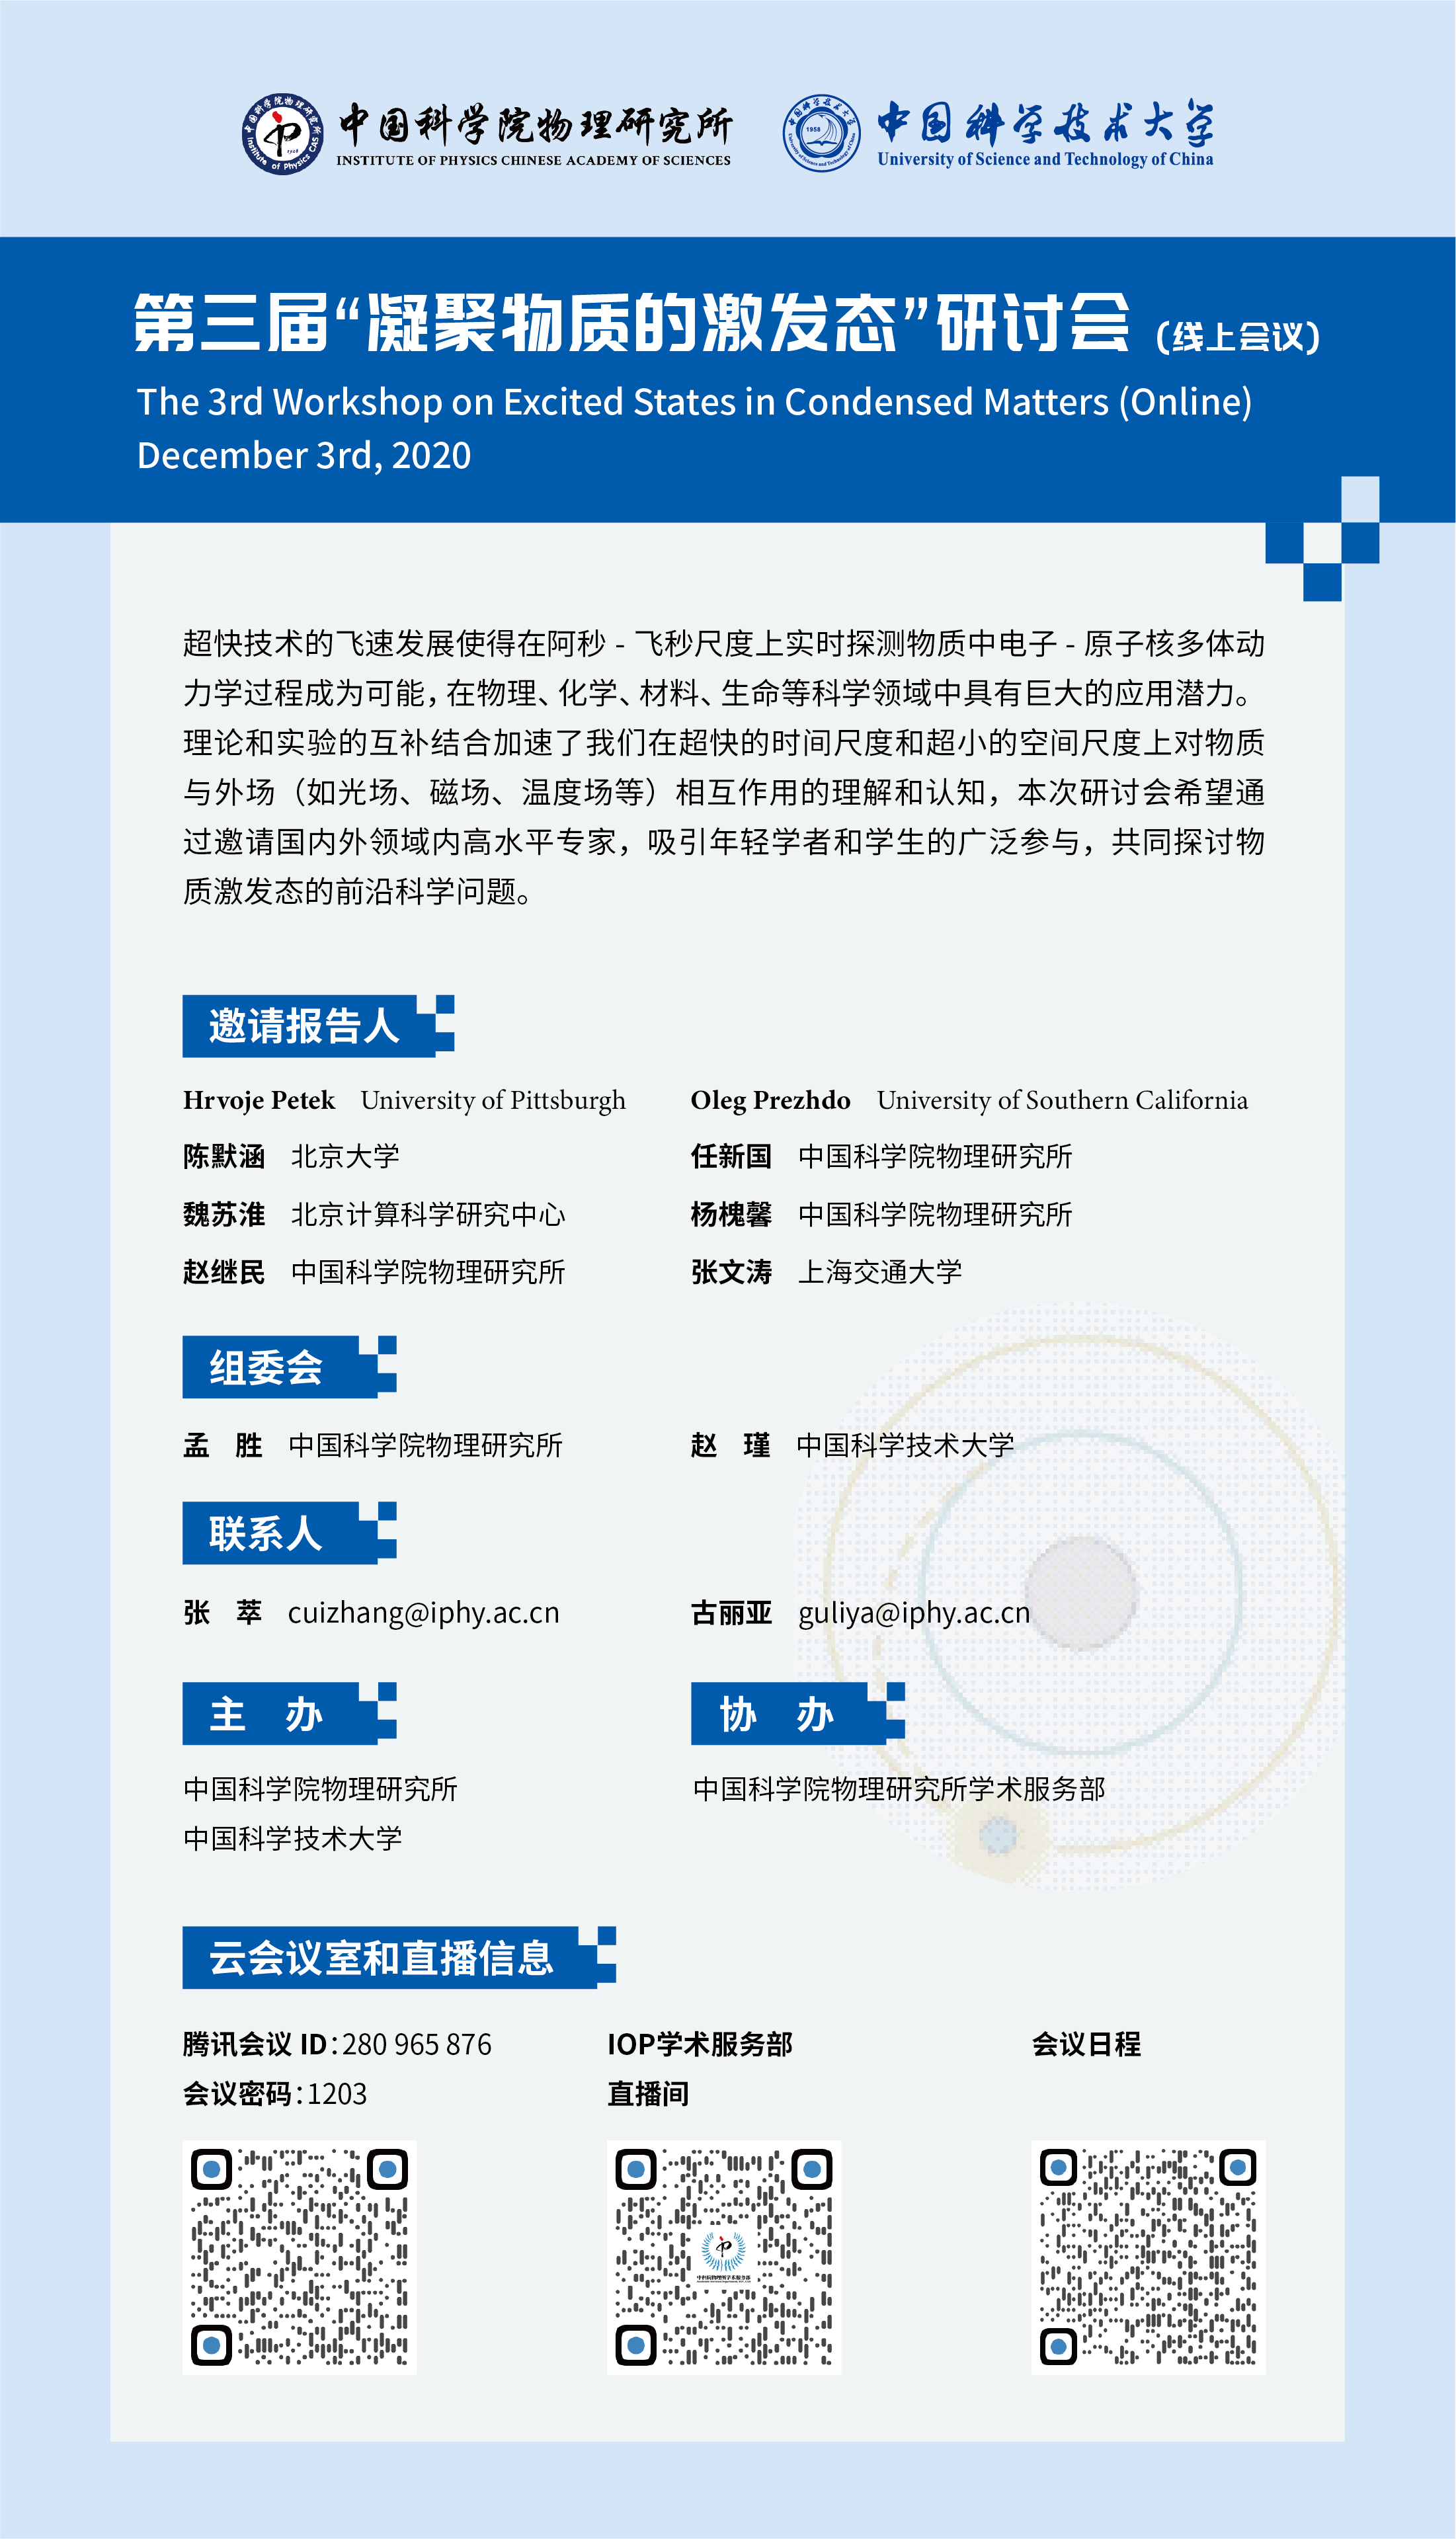 中国科学院物理研究所
INSTITUTE OF PHYSICS CHINESE ACADEMY OF SCIENCES
中国科学技术大学
University of Science and Technology of China
第三届“凝聚物质的激发态”研讨会 (线上会议)
The 3rd Workshop on Excited States in Condensed Matters (Online)
December 3rd, 2020
超快技术的飞速发展使得在阿秒 - 飞秒尺度上实时探测物质中电子 - 原子核多体动
力学过程成为可能，在物理、化学、材料、生命等科学领域中具有巨大的应用潜力。
理论和实验的互补结合加速了我们在超快的时间尺度和超小的空间尺度上对物质
与外场（如光场、磁场、温度场等）相互作用的理解和认知，本次研讨会希望通
过邀请国内外领域内高水平专家，吸引年轻学者和学生的广泛参与，共同探讨物
质激发态的前沿科学问题。
邀请报告人
Hrvoje Petek University of Pittsburgh
Oleg Prezhdo University of Southern California
陈默涵 北京大学
任新国 中国科学院物理研究所
魏苏淮 北京计算科学研究中心
杨槐馨 中国科学院物理研究所
赵继民 中国科学院物理研究所
张文涛 上海交通大学
组委会
孟 胜 中国科学院物理研究所
赵 瑾 中国科学技术大学
联系人
张 萃 cuizhang@iphy.ac.cn
古丽亚 guliya@iphy.ac.cn
主 办
中国科学院物理研究所
中国科学技术大学
协 办
中国科学院物理研究所学术服务部
云会议室和直播信息
腾讯会议 ID：280 965 876
会议密码：1203
IOP学术服务部
直播间
会议日程